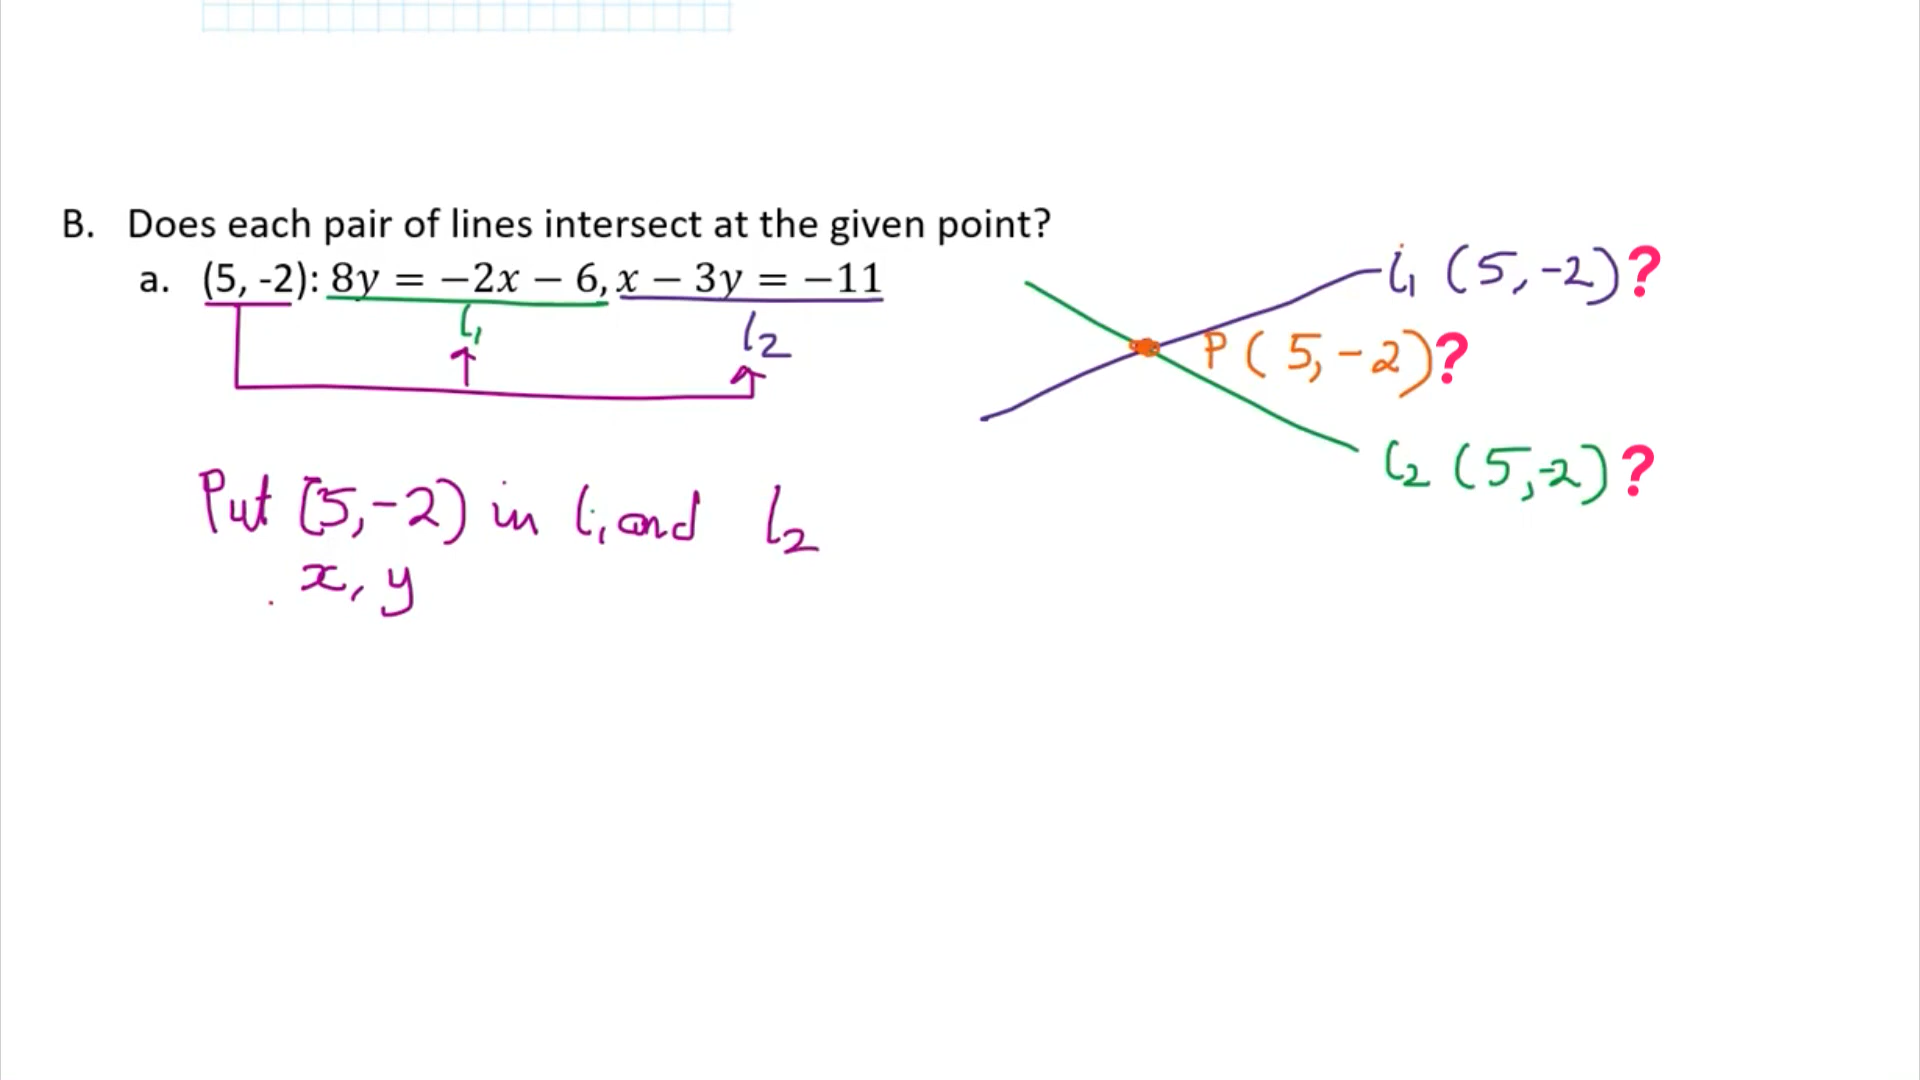 B. Does each pair of lines intersect at the given point?
a. (5, -2): 8y = −2x − 6, x − 3y = −11
l₁ (5,-2)?
l₁
l₂
P(5,-2)?
l₂ (5,-2)?
Put (5,-2) in l₁ and l₂
x, y